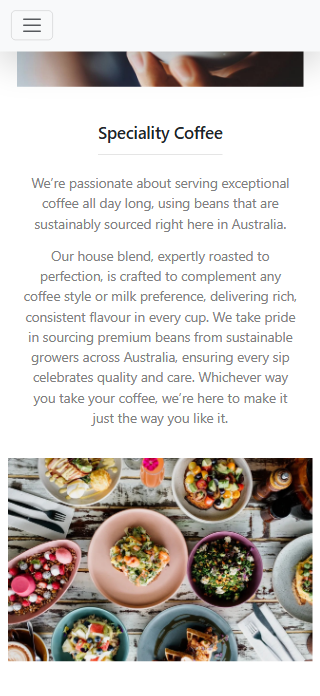 Speciality Coffee
We’re passionate about serving exceptional
coffee all day long, using beans that are
sustainably sourced right here in Australia.
Our house blend, expertly roasted to
perfection, is crafted to complement any
coffee style or milk preference, delivering rich,
consistent flavour in every cup. We take pride
in sourcing premium beans from sustainable
growers across Australia, ensuring every sip
celebrates quality and care. Whichever way
you take your coffee, we’re here to make it
just the way you like it.